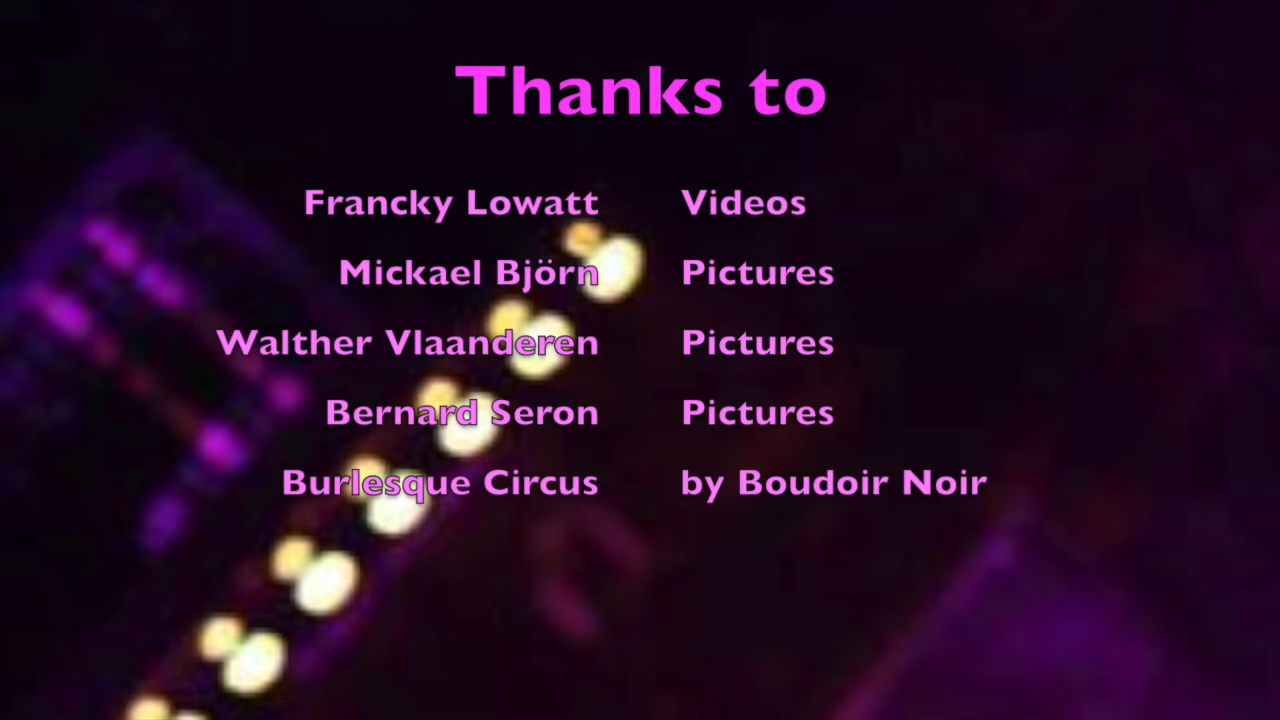 Thanks to
Francky Lowatt Videos
Mickael Björn Pictures
Walther Vlaanderen Pictures
Bernard Seron Pictures
Burlesque Circus by Boudoir Noir